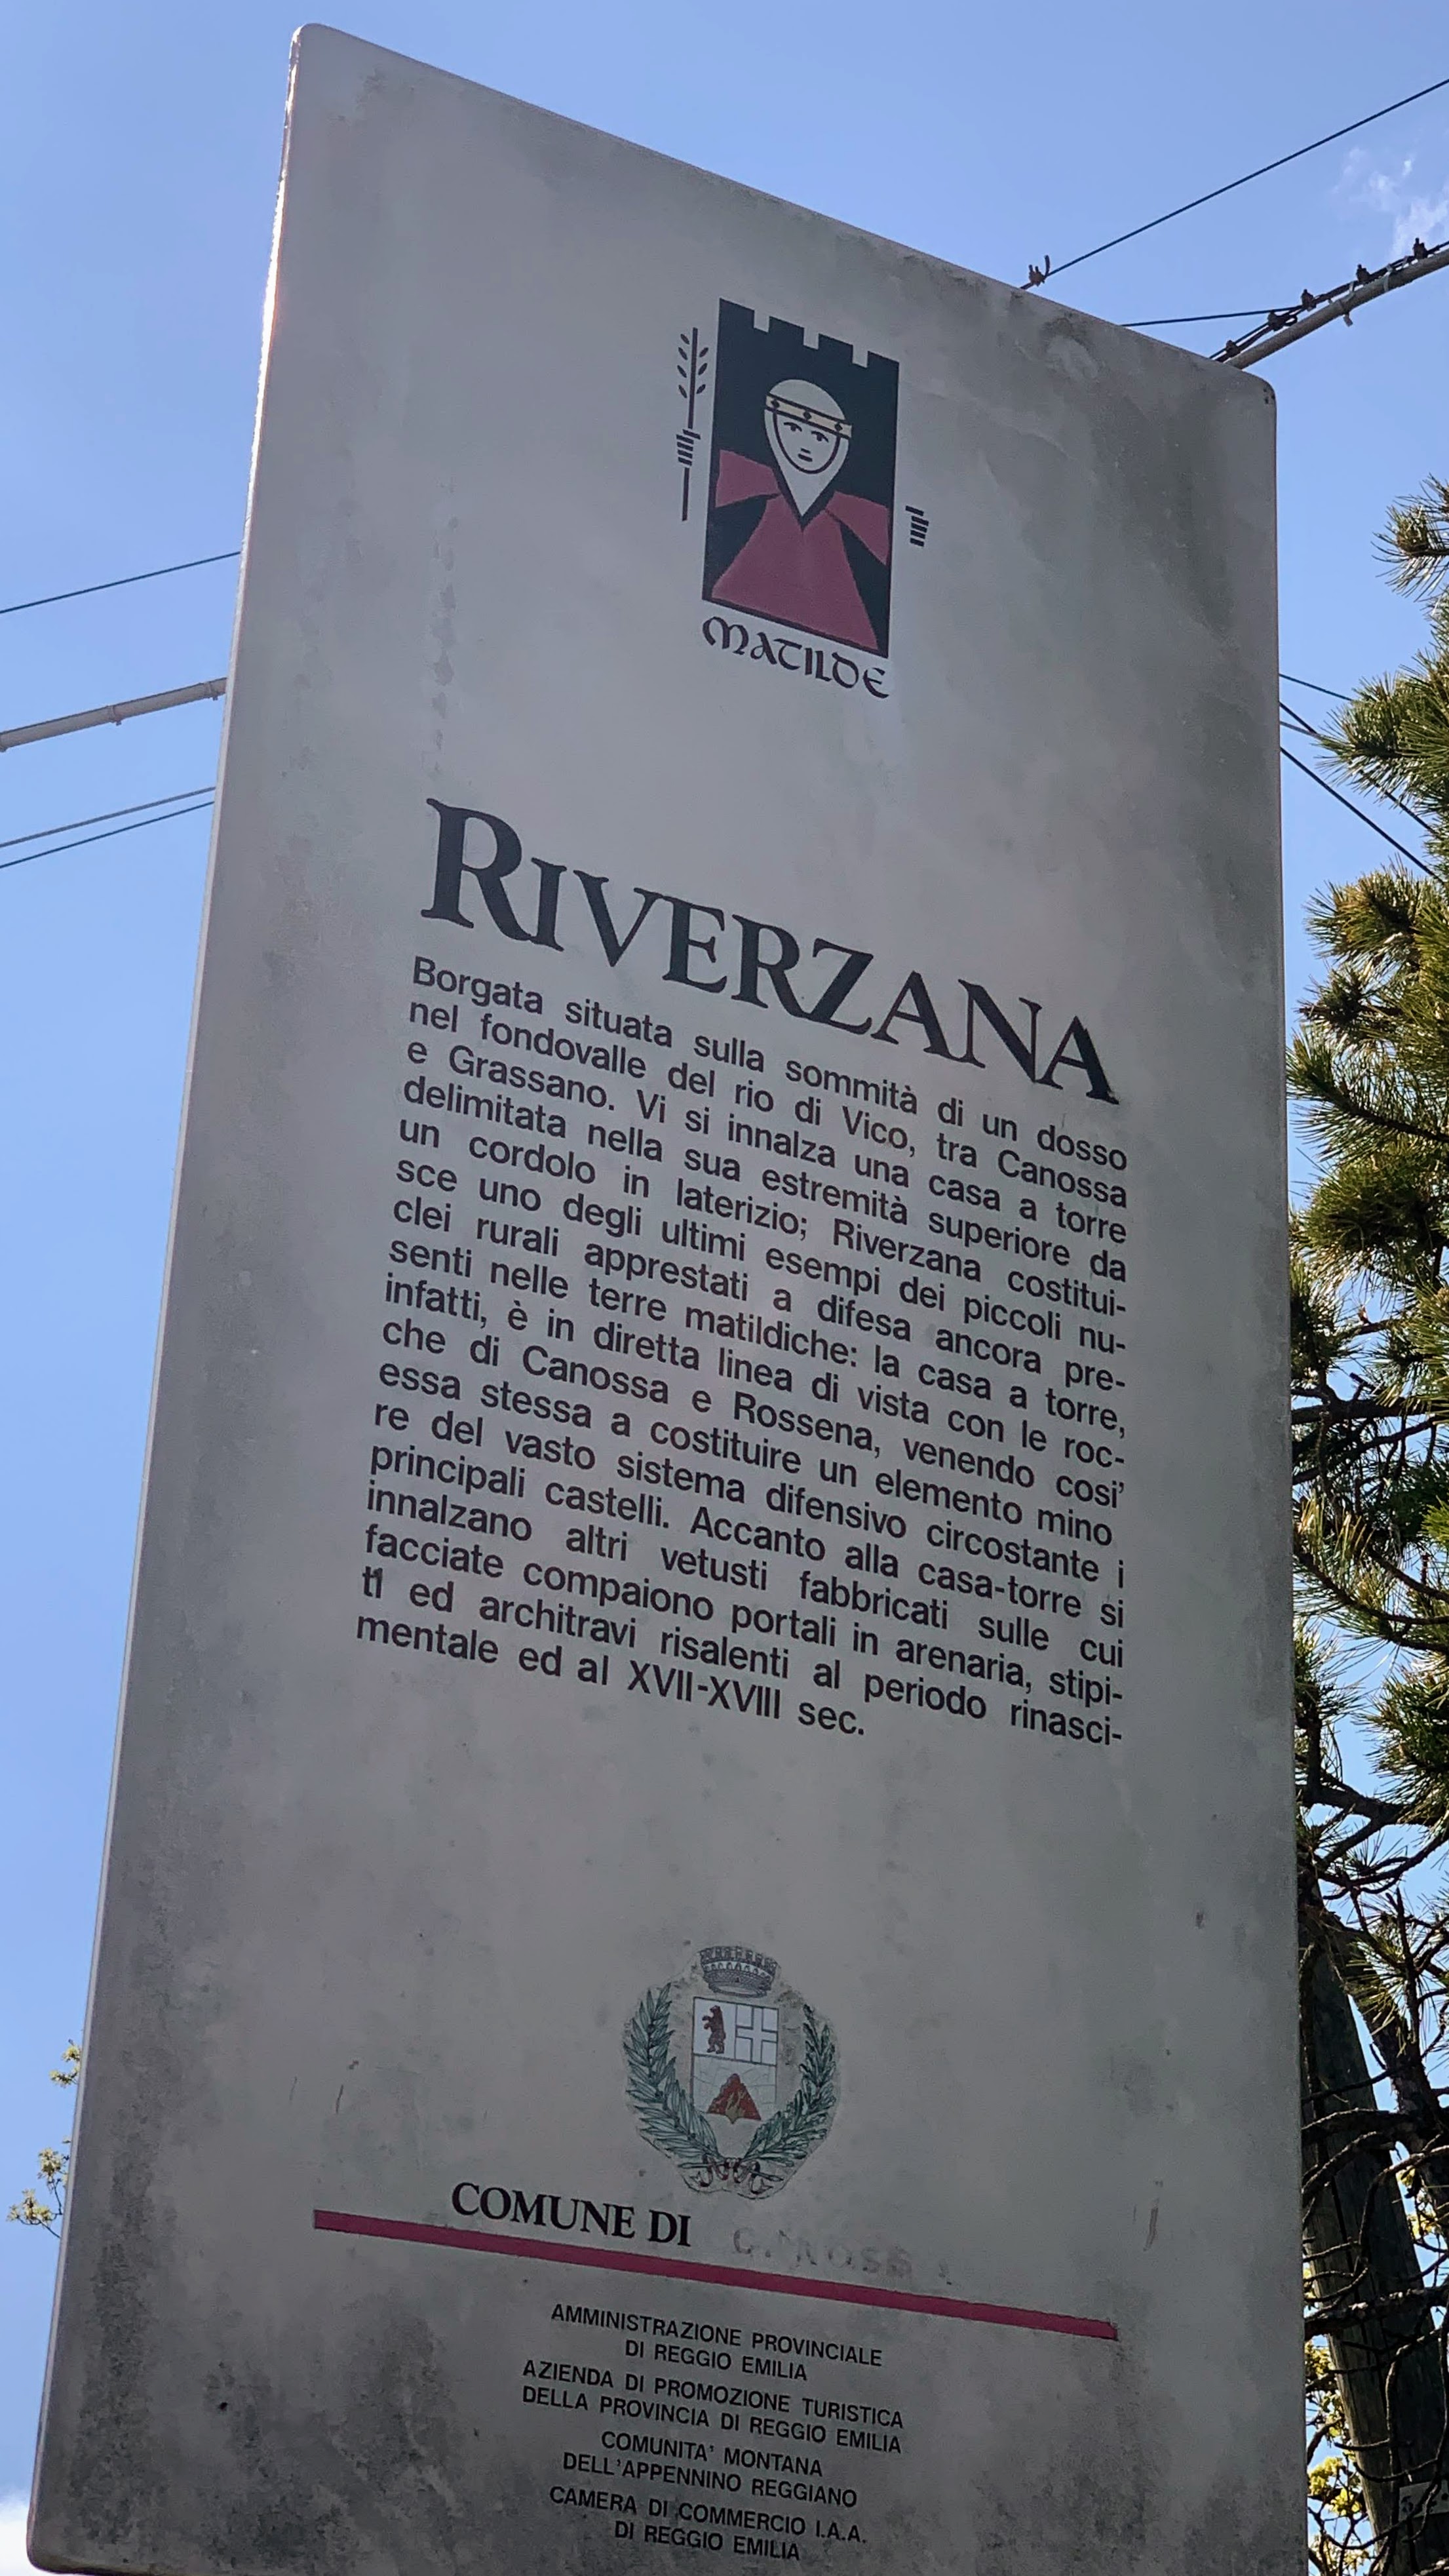 MATILDE
RIVERZANA
Borgata situata sulla sommità di un dosso
nel fondovalle del rio di Vico, tra Canossa
e Grassano. Vi si innalza una casa a torre
delimitata nella sua estremità superiore da
un cordolo in laterizio; Riverzana costitui-
sce uno degli ultimi esempi dei piccoli nu-
clei rurali apprestati a difesa ancora pre-
senti nelle terre matildiche: la casa a torre,
infatti, è in diretta linea di vista con le roc-
che di Canossa e Rossena, venendo cosi'
essa stessa a costituire un elemento mino
re del vasto sistema difensivo circostante i
principali castelli. Accanto alla casa-torre si
innalzano altri vetusti fabbricati sulle cui
facciate compaiono portali in arenaria, stipi-
ti ed architravi risalenti al periodo rinasci-
mentale ed al XVII-XVIII sec.
COMUNE DI
AMMINISTRAZIONE PROVINCIALE
DI REGGIO EMILIA
AZIENDA DI PROMOZIONE TURISTICA
DELLA PROVINCIA DI REGGIO EMILIA
COMUNITA' MONTANA
DELL'APPENNINO REGGIANO
CAMERA DI COMMERCIO I.A.A.
DI REGGIO EMILIA